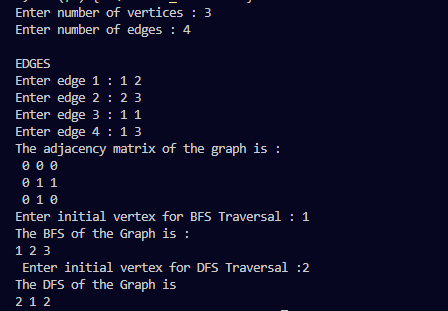 Enter number of vertices : 3
Enter number of edges : 4
EDGES
Enter edge 1 : 1 2
Enter edge 2 : 2 3
Enter edge 3 : 1 1
Enter edge 4 : 1 3
The adjacency matrix of the graph is :
0 0 0
0 1 1
0 1 0
Enter initial vertex for BFS Traversal : 1
The BFS of the Graph is :
1 2 3
Enter initial vertex for DFS Traversal :2
The DFS of the Graph is
2 1 2